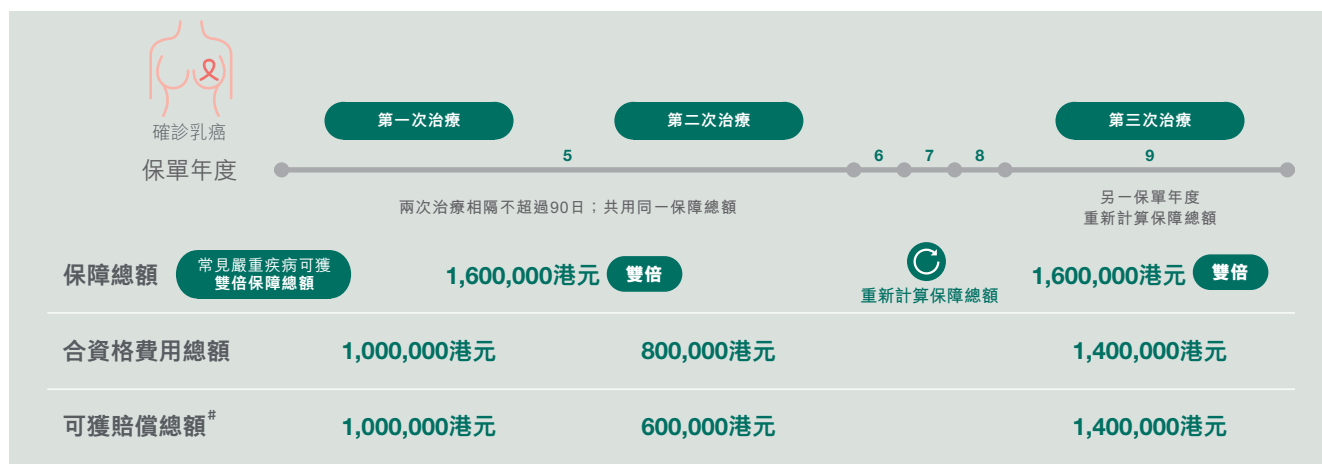 確診乳癌
保單年度
第一次治療
第二次治療
第三次治療
5
6
7
8
9
兩次治療相隔不超過90日；共用同一保障總額
另一保單年度
重新計算保障總額
保障總額
常見嚴重疾病可獲
雙倍保障總額
1,600,000港元 雙倍
重新計算保障總額
1,600,000港元 雙倍
合資格費用總額 1,000,000港元 800,000港元 1,400,000港元
可獲賠償總額# 1,000,000港元 600,000港元 1,400,000港元